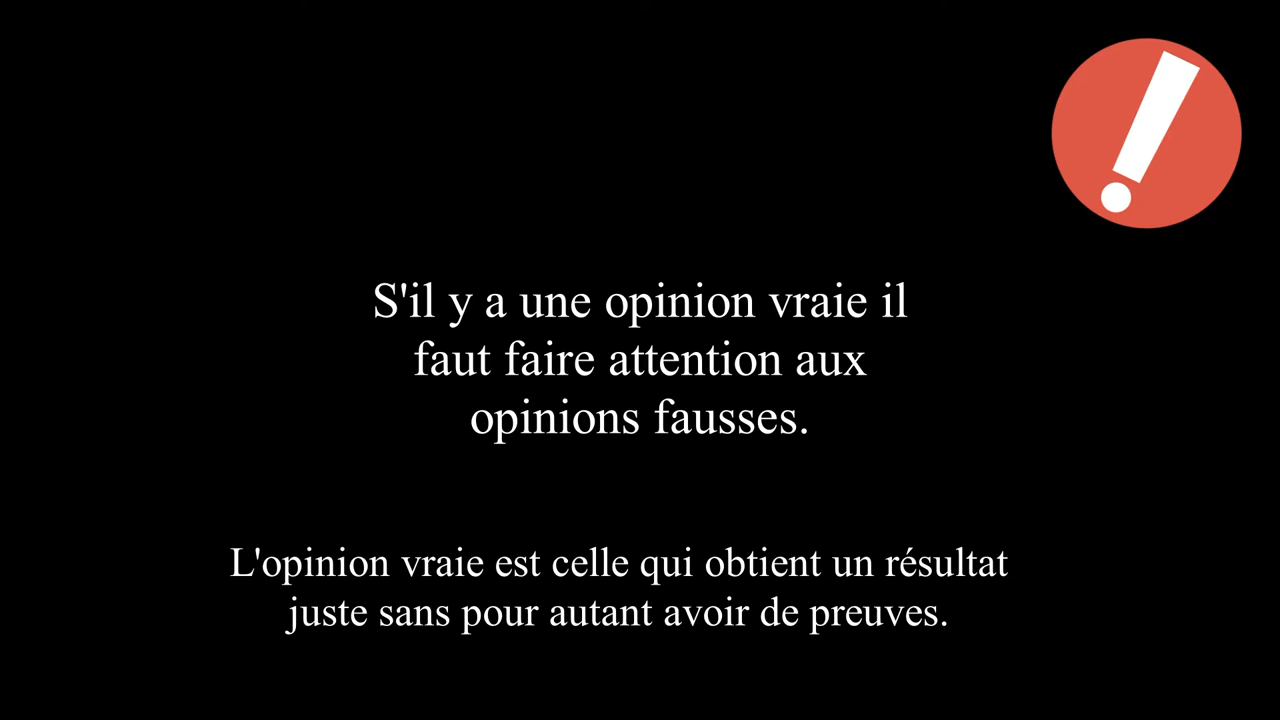 S'il y a une opinion vraie il
faut faire attention aux
opinions fausses.
L'opinion vraie est celle qui obtient un résultat
juste sans pour autant avoir de preuves.